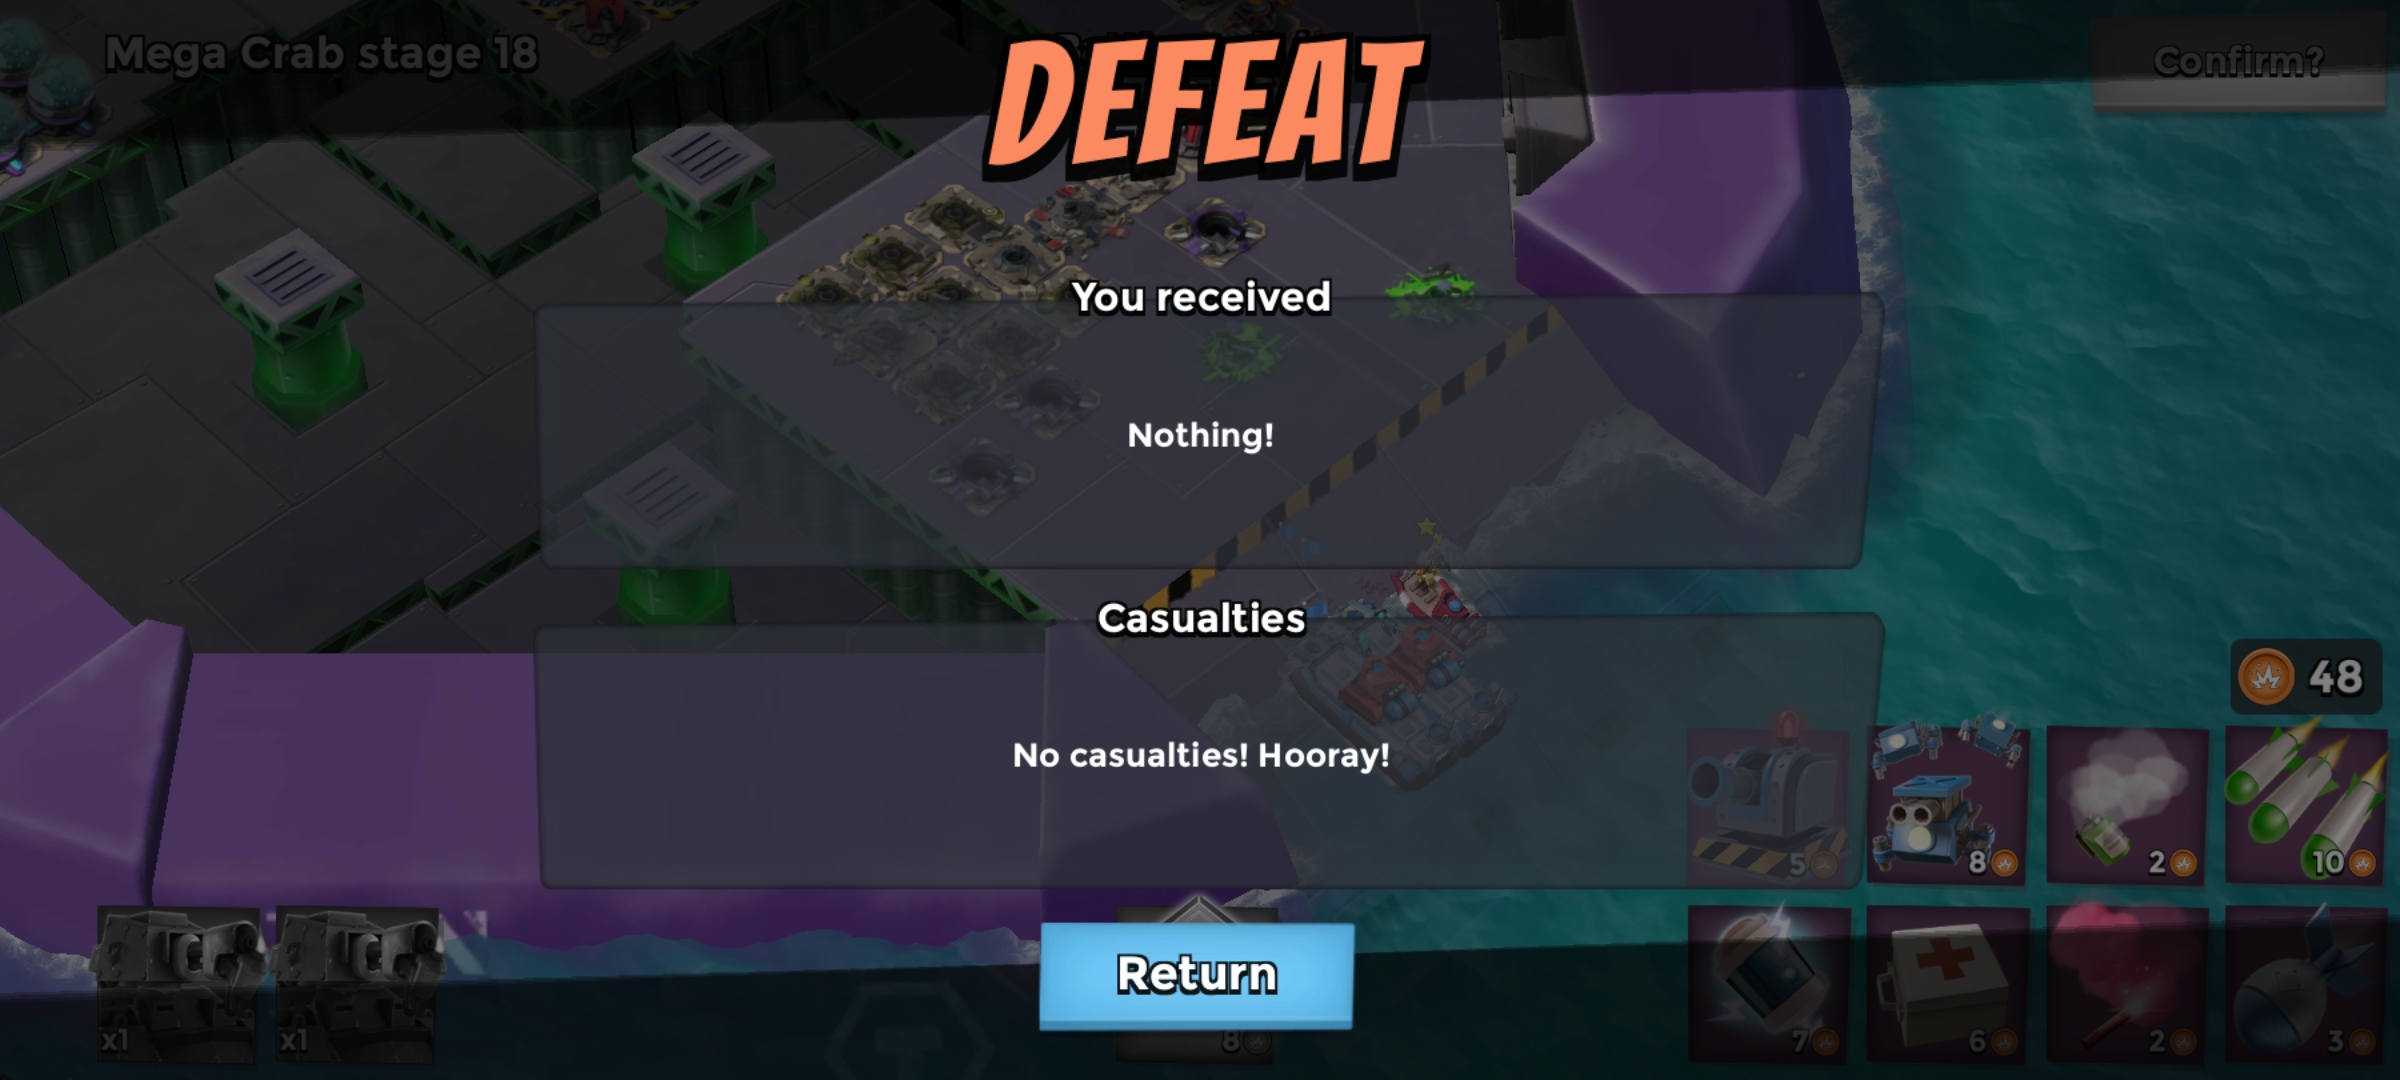 Mega Crab stage 18
DEFEAT
Confirm?
You received
Nothing!
Casualties
No casualties! Hooray!
48
5
8
2
10
Return
x1
x1
8
7
6
2
3